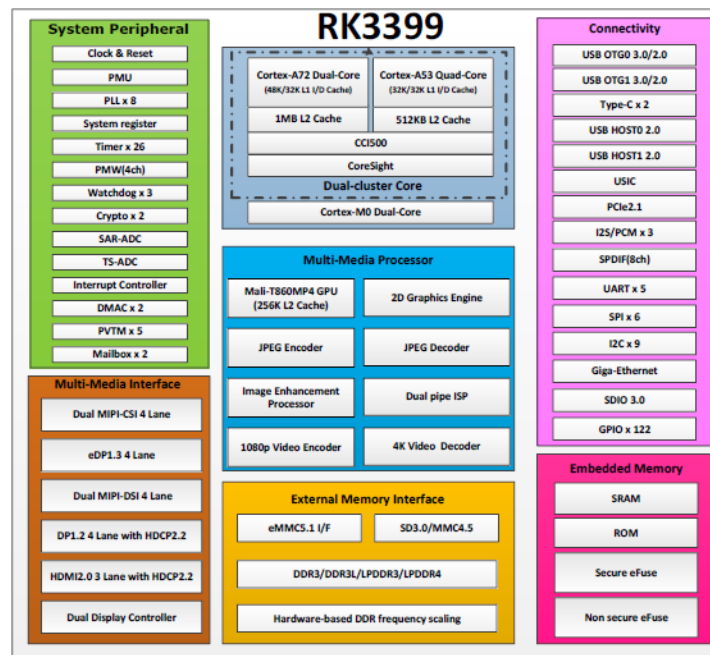 RK3399
System Peripheral
Clock & Reset
PMU
PLL x 8
System register
Timer x 26
PMW(4ch)
Watchdog x 3
Crypto x 2
SAR-ADC
TS-ADC
Interrupt Controller
DMAC x 2
PVTM x 5
Mailbox x 2
Multi-Media Interface
Dual MIPI-CSI 4 Lane
eDP1.3 4 Lane
Dual MIPI-DSI 4 Lane
DP1.2 4 Lane with HDCP2.2
HDMI2.0 3 Lane with HDCP2.2
Dual Display Controller
Cortex-A72 Dual-Core
(48K/32K L1 I/D Cache)
1MB L2 Cache
Cortex-A53 Quad-Core
(32K/32K L1 I/D Cache)
512KB L2 Cache
CCI500
CoreSight
Dual-cluster Core
Cortex-M0 Dual-Core
Multi-Media Processor
Mali-T860MP4 GPU
(256K L2 Cache)
2D Graphics Engine
JPEG Encoder
JPEG Decoder
Image Enhancement
Processor
Dual pipe ISP
1080p Video Encoder
4K Video Decoder
External Memory Interface
eMMC5.1 I/F
SD3.0/MMC4.5
DDR3/DDR3L/LPDDR3/LPDDR4
Hardware-based DDR frequency scaling
Connectivity
USB OTG0 3.0/2.0
USB OTG1 3.0/2.0
Type-C x 2
USB HOST0 2.0
USB HOST1 2.0
USIC
PCIe2.1
I2S/PCM x 3
SPDIF(8ch)
UART x 5
SPI x 6
I2C x 9
Giga-Ethernet
SDIO 3.0
GPIO x 122
Embedded Memory
SRAM
ROM
Secure eFuse
Non secure eFuse